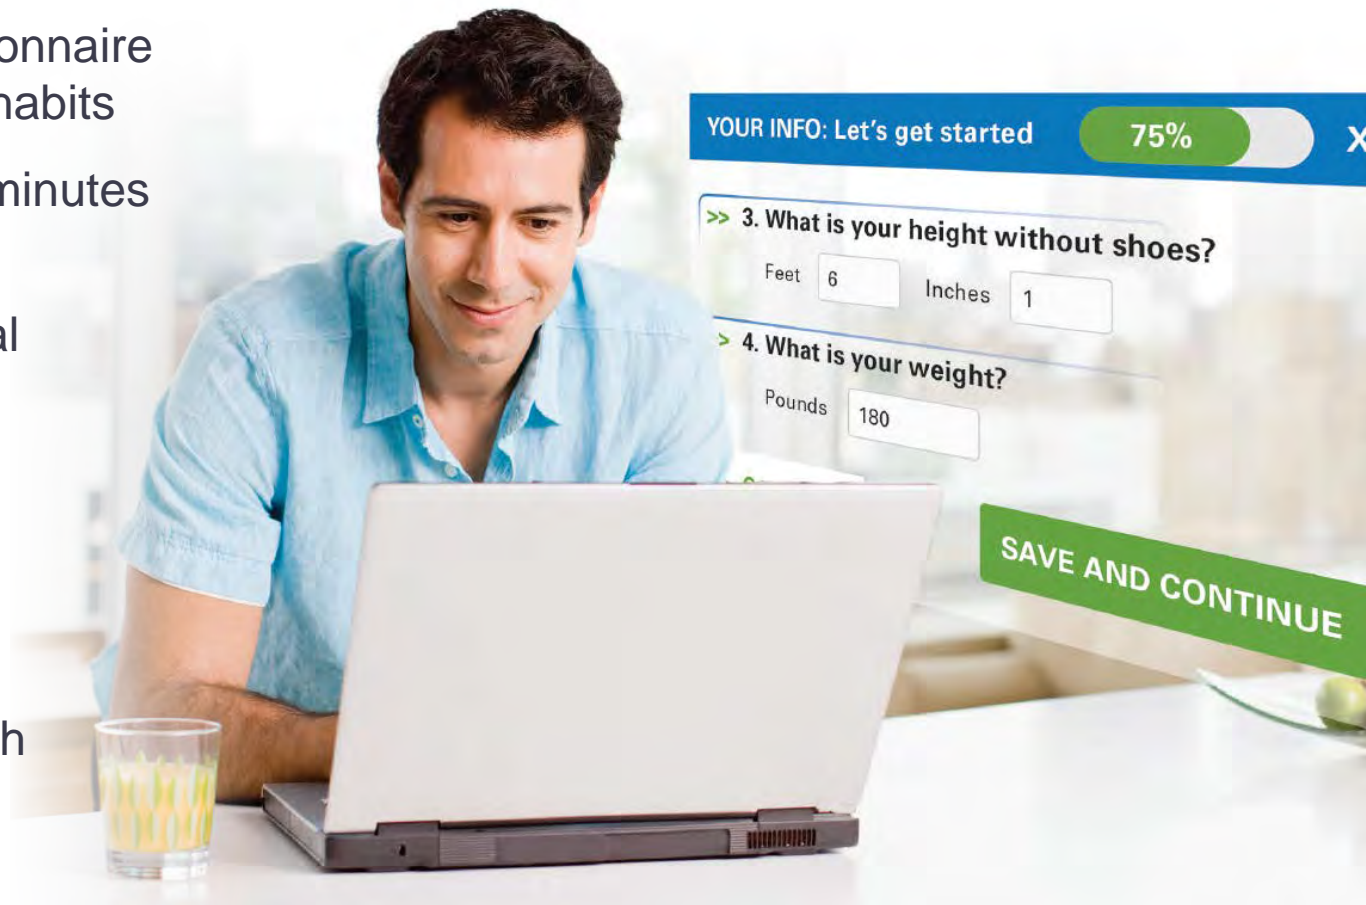 onnaire
habits
minutes
al
h
YOUR INFO: Let's get started 75% X
>> 3. What is your height without shoes?
Feet 6 Inches 1
> 4. What is your weight?
Pounds 180
SAVE AND CONTINUE